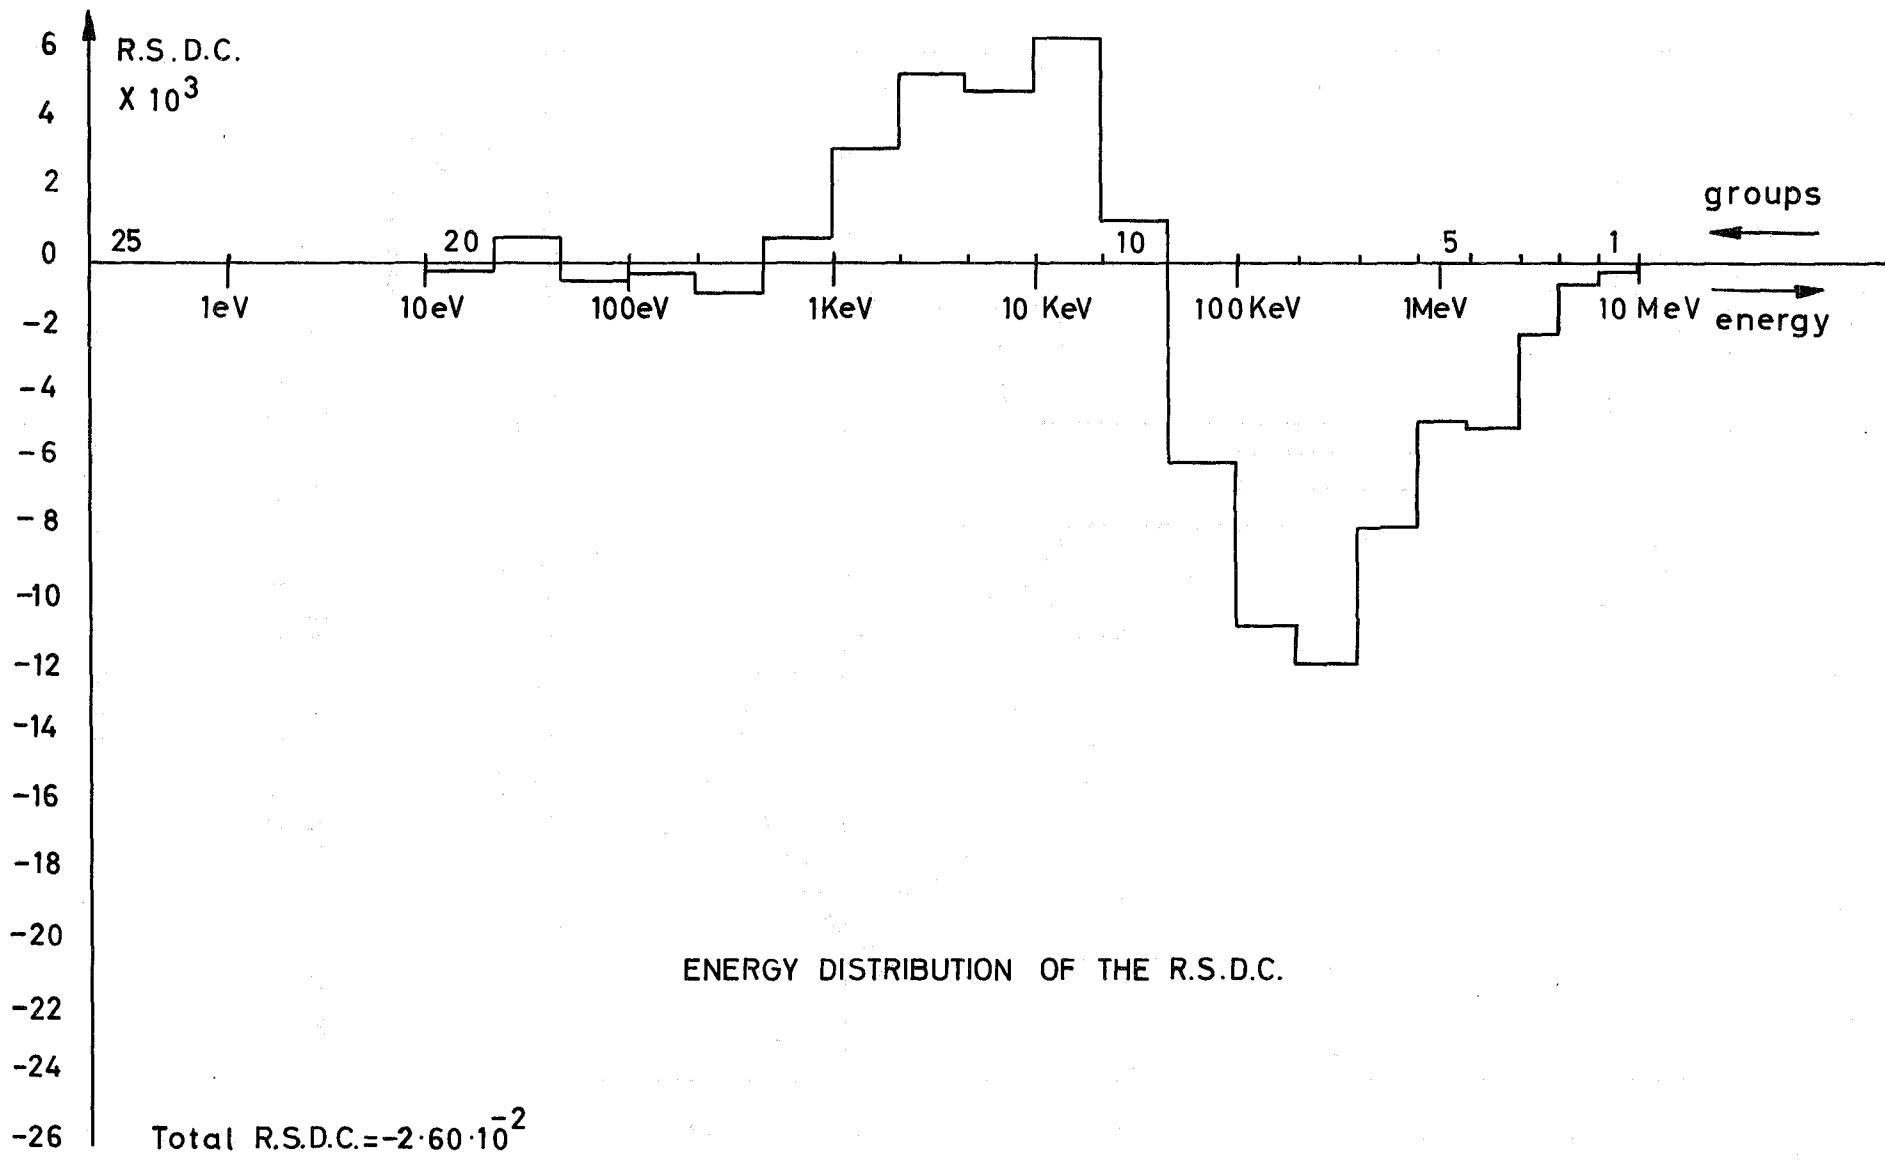 R.S.D.C.
X 10³
6
4
2
0
-2
-4
-6
-8
-10
-12
-14
-16
-18
-20
-22
-24
-26
25 20 10 5 1
groups
1eV 10eV 100eV 1KeV 10 KeV 100KeV 1MeV 10 MeV
energy
ENERGY DISTRIBUTION OF THE R.S.D.C.
Total R.S.D.C.=-2·60·10⁻²